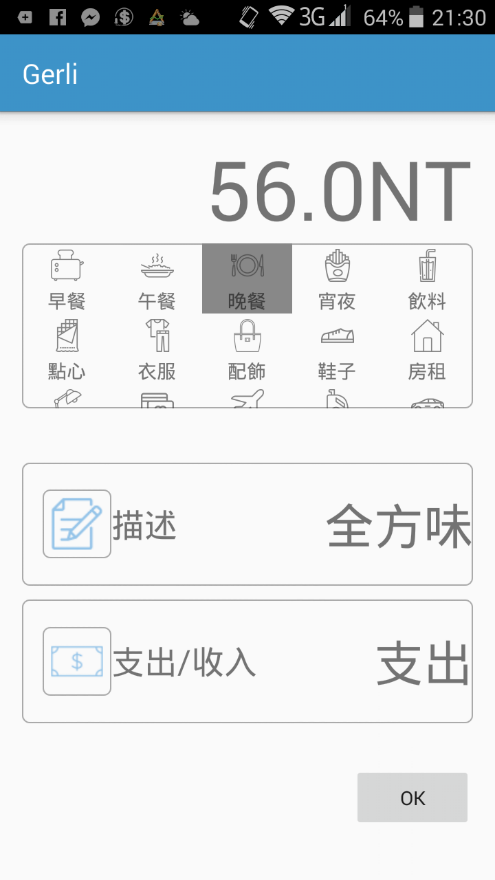 3G 64% 21:30
Gerli
56.0NT
早餐 午餐 晚餐 宵夜 飲料
點心 衣服 配飾 鞋子 房租
描述 全方味
$ 支出/收入 支出
OK